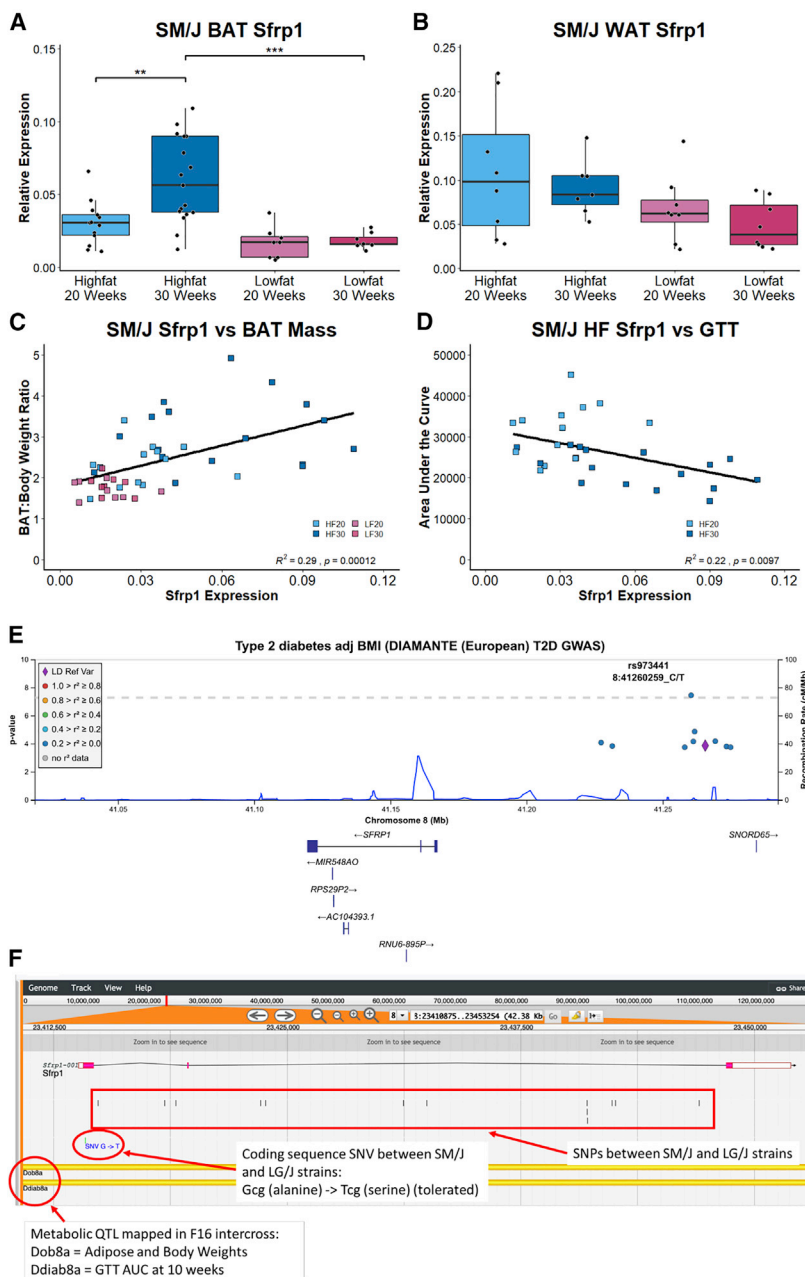 A
SM/J BAT Sfrp1
Relative Expression
0.15
0.10
0.05
0.00
**
***
Highfat 20 Weeks
Highfat 30 Weeks
Lowfat 20 Weeks
Lowfat 30 Weeks
B
SM/J WAT Sfrp1
Relative Expression
0.25
0.20
0.15
0.10
0.05
0.00
Highfat 20 Weeks
Highfat 30 Weeks
Lowfat 20 Weeks
Lowfat 30 Weeks
C
SM/J Sfrp1 vs BAT Mass
BAT:Body Weight Ratio
5
4
3
2
1
0
HF20 LF20
HF30 LF30
R² = 0.29 , p = 0.00012
0.00 0.03 0.06 0.09 0.12
Sfrp1 Expression
D
SM/J HF Sfrp1 vs GTT
Area Under the Curve
50000
40000
30000
20000
10000
0
HF20
HF30
R² = 0.22 , p = 0.0097
0.00 0.03 0.06 0.09 0.12
Sfrp1 Expression
E
Type 2 diabetes adj BMI (DIAMANTE (European) T2D GWAS)
rs973441
8:41260259_C/T
LD Ref Var
1.0 > r² ≥ 0.8
0.8 > r² ≥ 0.6
0.6 > r² ≥ 0.4
0.4 > r² ≥ 0.2
0.2 > r² ≥ 0.0
no r² data
p-value
10
8
6
4
2
0
Recombination Rate (cM/Mb)
100
80
60
40
20
0
41.05 41.10 41.15 41.20 41.25
Chromosome 8 (Mb)
←SFRP1
SNORD65→
←MIR548AO
RPS29P2→
←AC104393.1
RNU6-895P→
F
Genome Track View Help
Share
0 10,000,000 20,000,000 30,000,000 40,000,000 50,000,000 60,000,000 70,000,000 80,000,000 90,000,000 100,000,000 110,000,000 120,000,000
8 3:23410875..23453254 (42.38 Kb Go
23,412,500 23,425,000 23,437,500 23,450,000
Zoom in to see sequence Zoom in to see sequence Zoom in to see sequence
Sfrp1-001
Sfrp1
SNV G -> T
Dob8a
Ddiab8a
Coding sequence SNV between SM/J and LG/J strains:
Gcg (alanine) -> Tcg (serine) (tolerated)
SNPs between SM/J and LG/J strains
Metabolic QTL mapped in F16 intercross:
Dob8a = Adipose and Body Weights
Ddiab8a = GTT AUC at 10 weeks